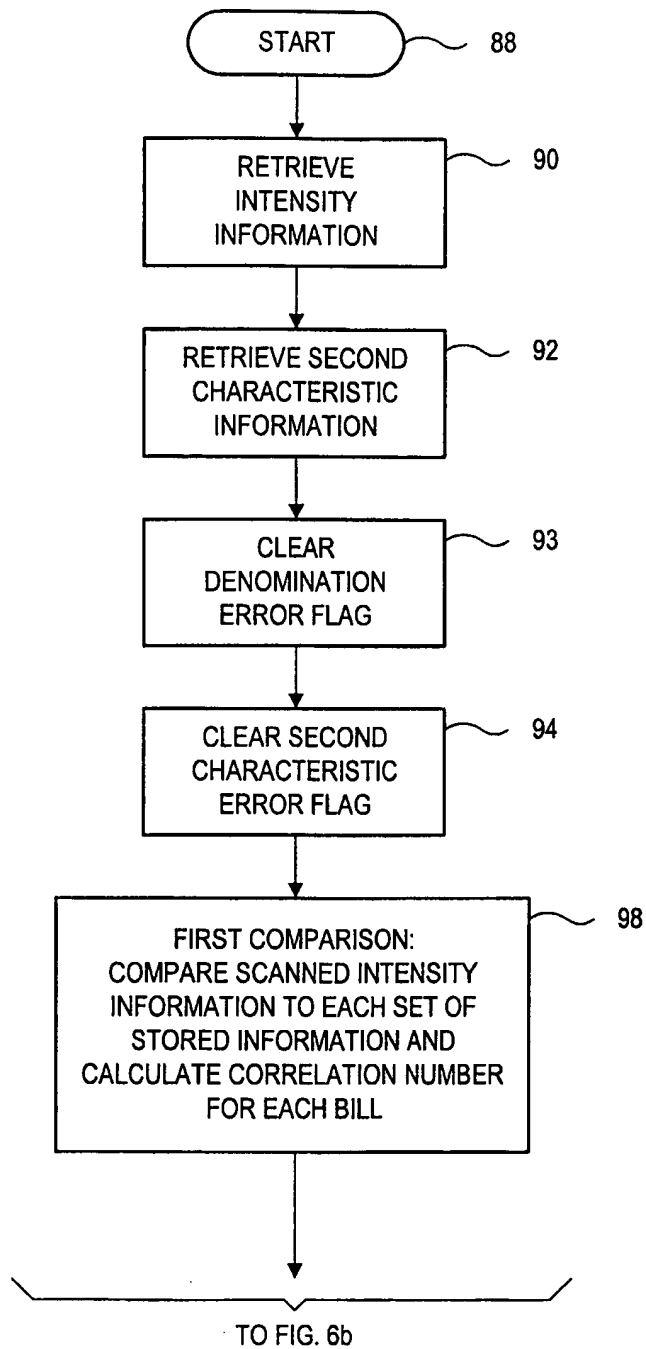 START
88
RETRIEVE
INTENSITY
INFORMATION
90
RETRIEVE SECOND
CHARACTERISTIC
INFORMATION
92
CLEAR
DENOMINATION
ERROR FLAG
93
CLEAR SECOND
CHARACTERISTIC
ERROR FLAG
94
FIRST COMPARISON:
COMPARE SCANNED INTENSITY
INFORMATION TO EACH SET OF
STORED INFORMATION AND
CALCULATE CORRELATION NUMBER
FOR EACH BILL
98
TO FIG. 6b